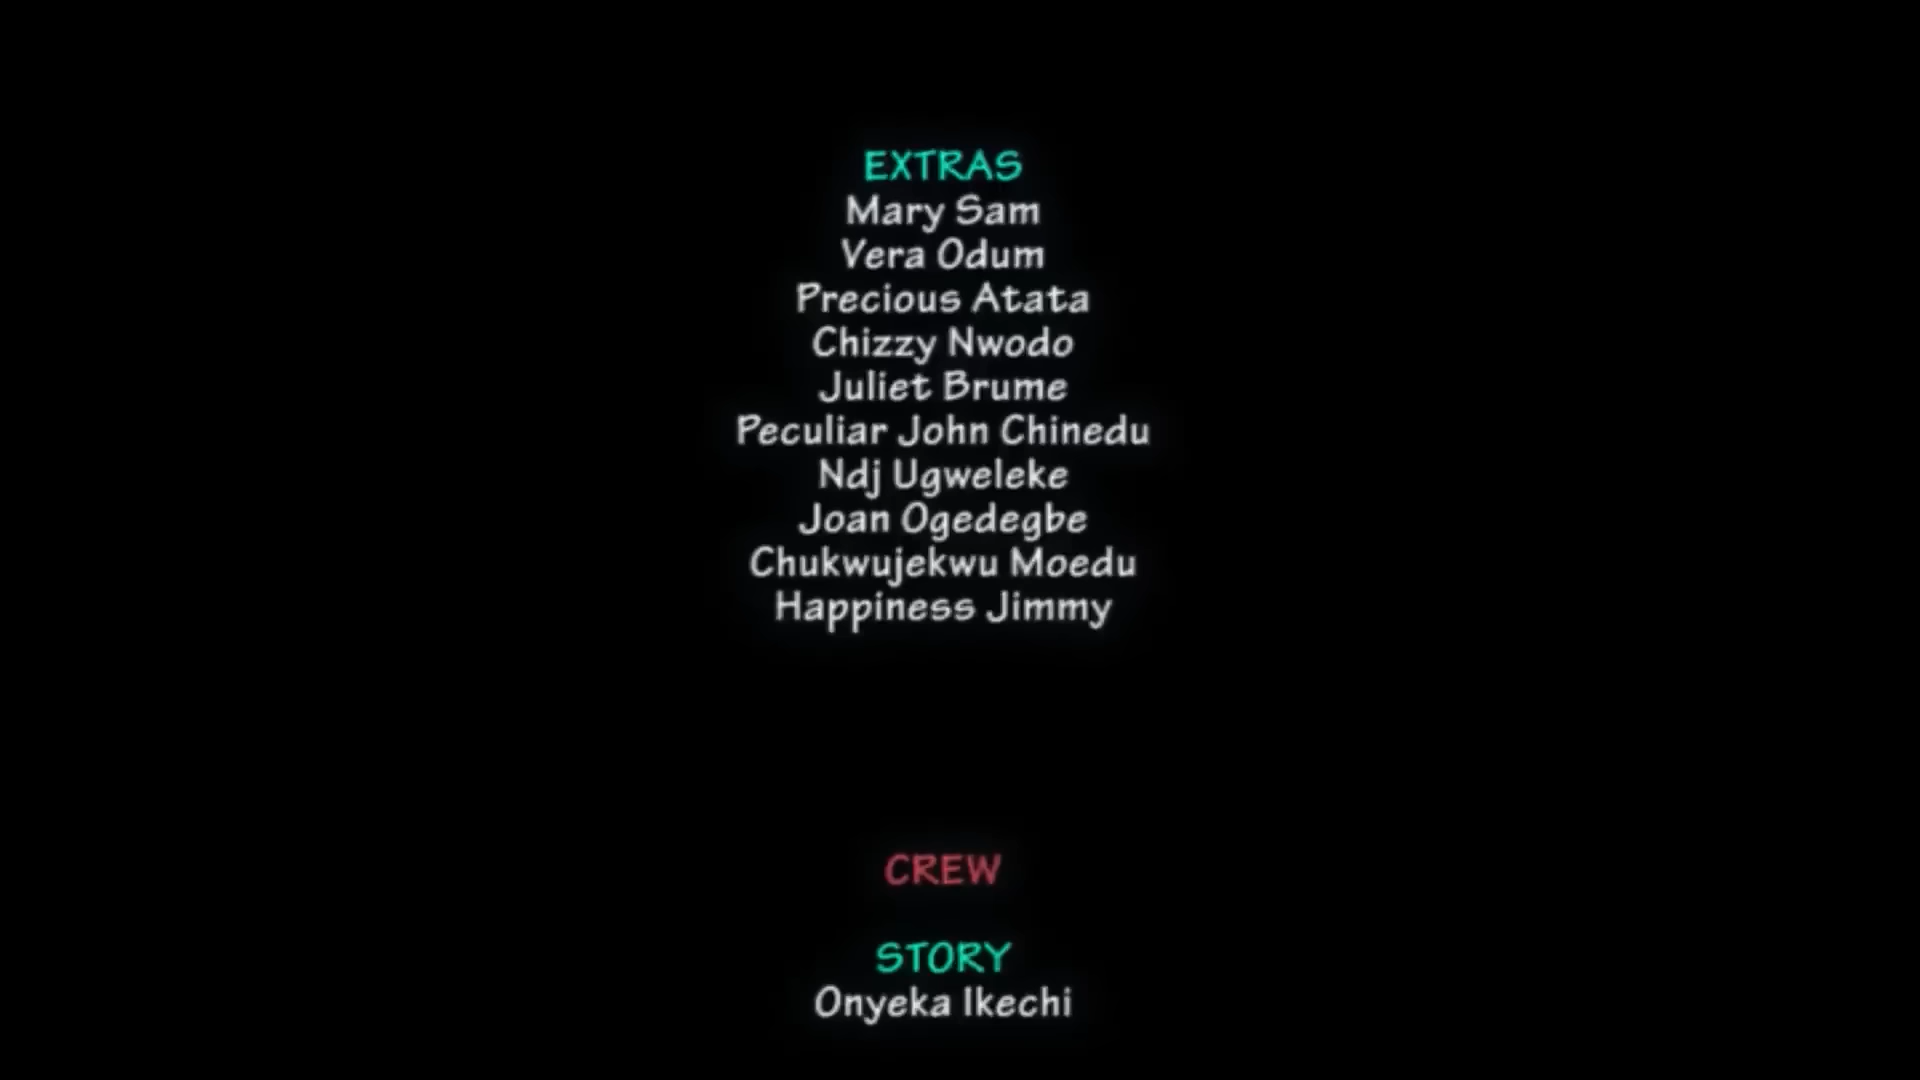 EXTRAS
Mary Sam
Vera Odum
Precious Atata
Chizzy Nwodo
Juliet Brume
Peculiar John Chinedu
Ndj Ugweleke
Joan Ogedegbe
Chukwujekwu Moedu
Happiness Jimmy
CREW
STORY
Onyeka Ikechi